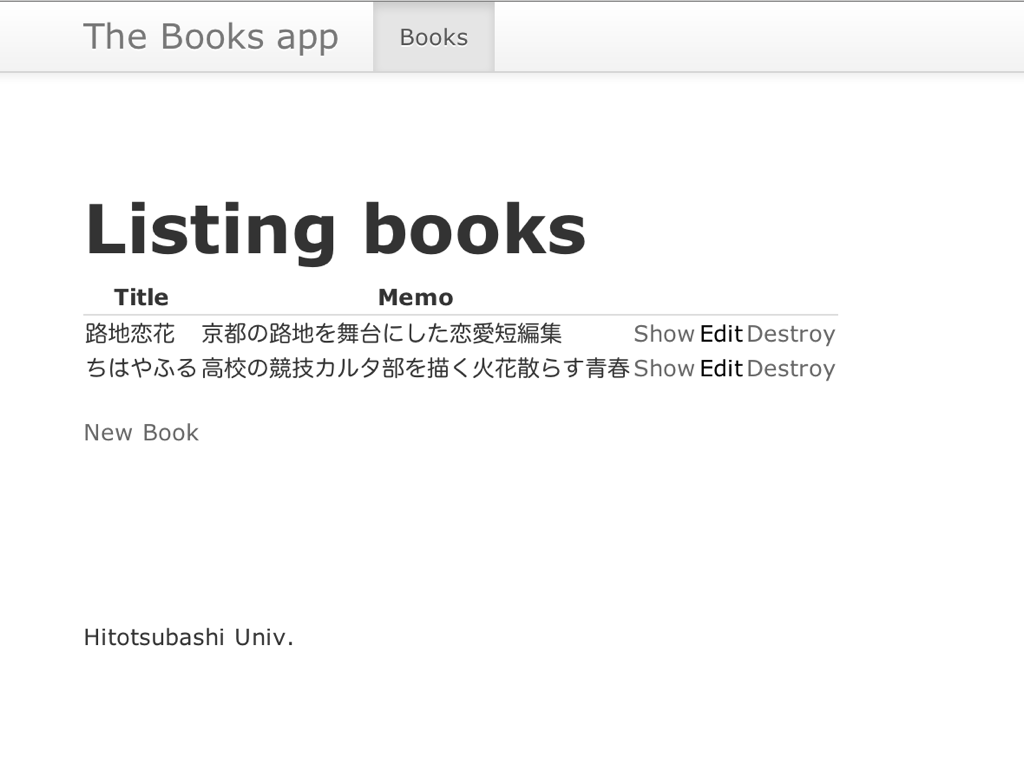 The Books app Books
Listing books
Title Memo
路地恋花 京都の路地を舞台にした恋愛短編集 Show Edit Destroy
ちはやふる 高校の競技カルタ部を描く火花散らす青春 Show Edit Destroy
New Book
Hitotsubashi Univ.